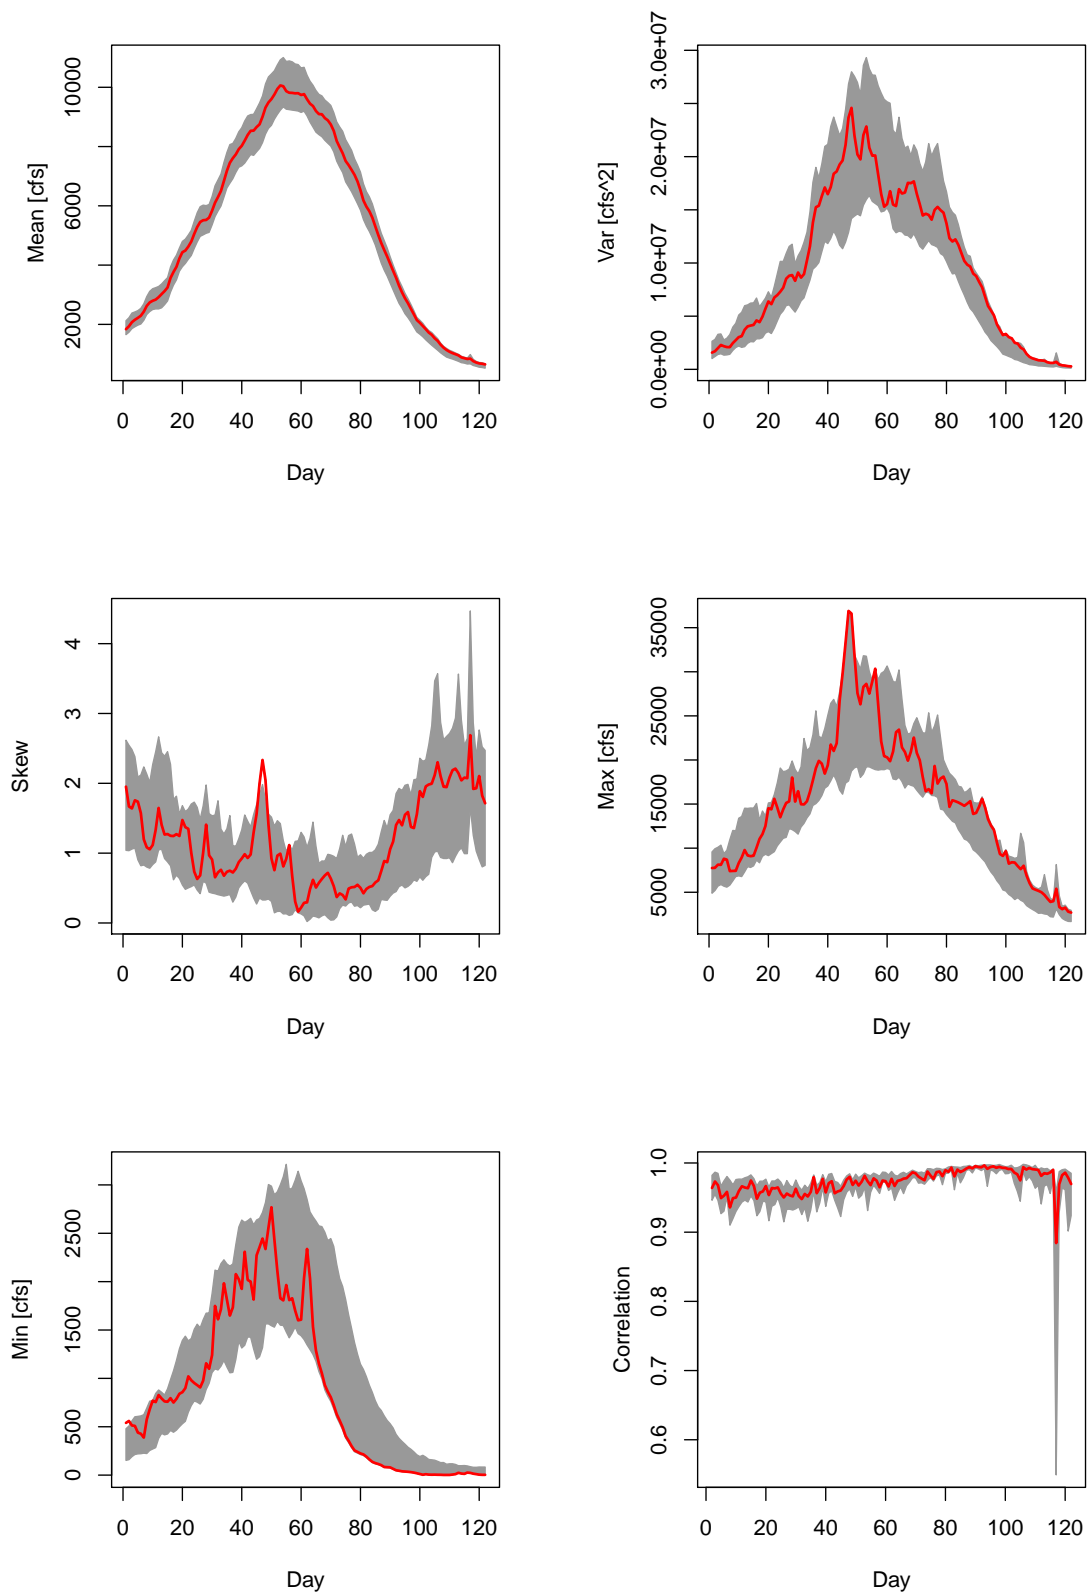 Mean [cfs]
2000 6000 10000
0 20 40 60 80 100 120
Day
Var [cfs^2]
0.0e+00 1.0e+07 2.0e+07 3.0e+07
0 20 40 60 80 100 120
Day
Skew
0 1 2 3 4
0 20 40 60 80 100 120
Day
Max [cfs]
5000 15000 25000 35000
0 20 40 60 80 100 120
Day
Min [cfs]
0 500 1500 2500
0 20 40 60 80 100 120
Day
Correlation
0.6 0.7 0.8 0.9 1.0
0 20 40 60 80 100 120
Day